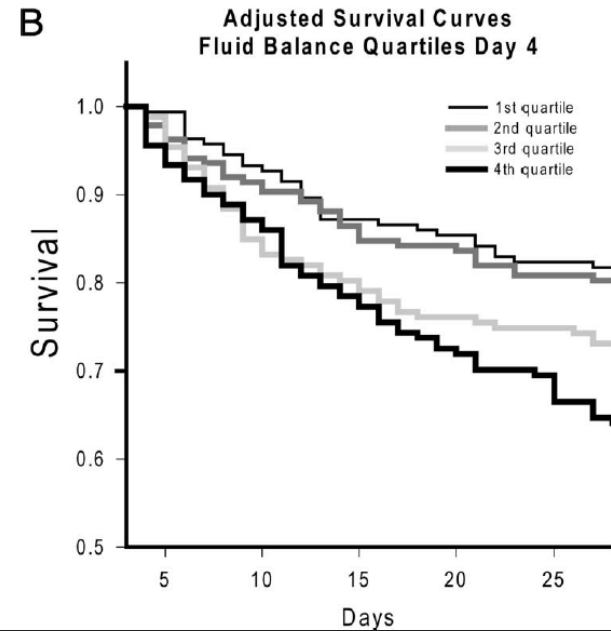 B
Adjusted Survival Curves
Fluid Balance Quartiles Day 4
1st quartile
2nd quartile
3rd quartile
4th quartile
Survival
1.0
0.9
0.8
0.7
0.6
0.5
5 10 15 20 25
Days